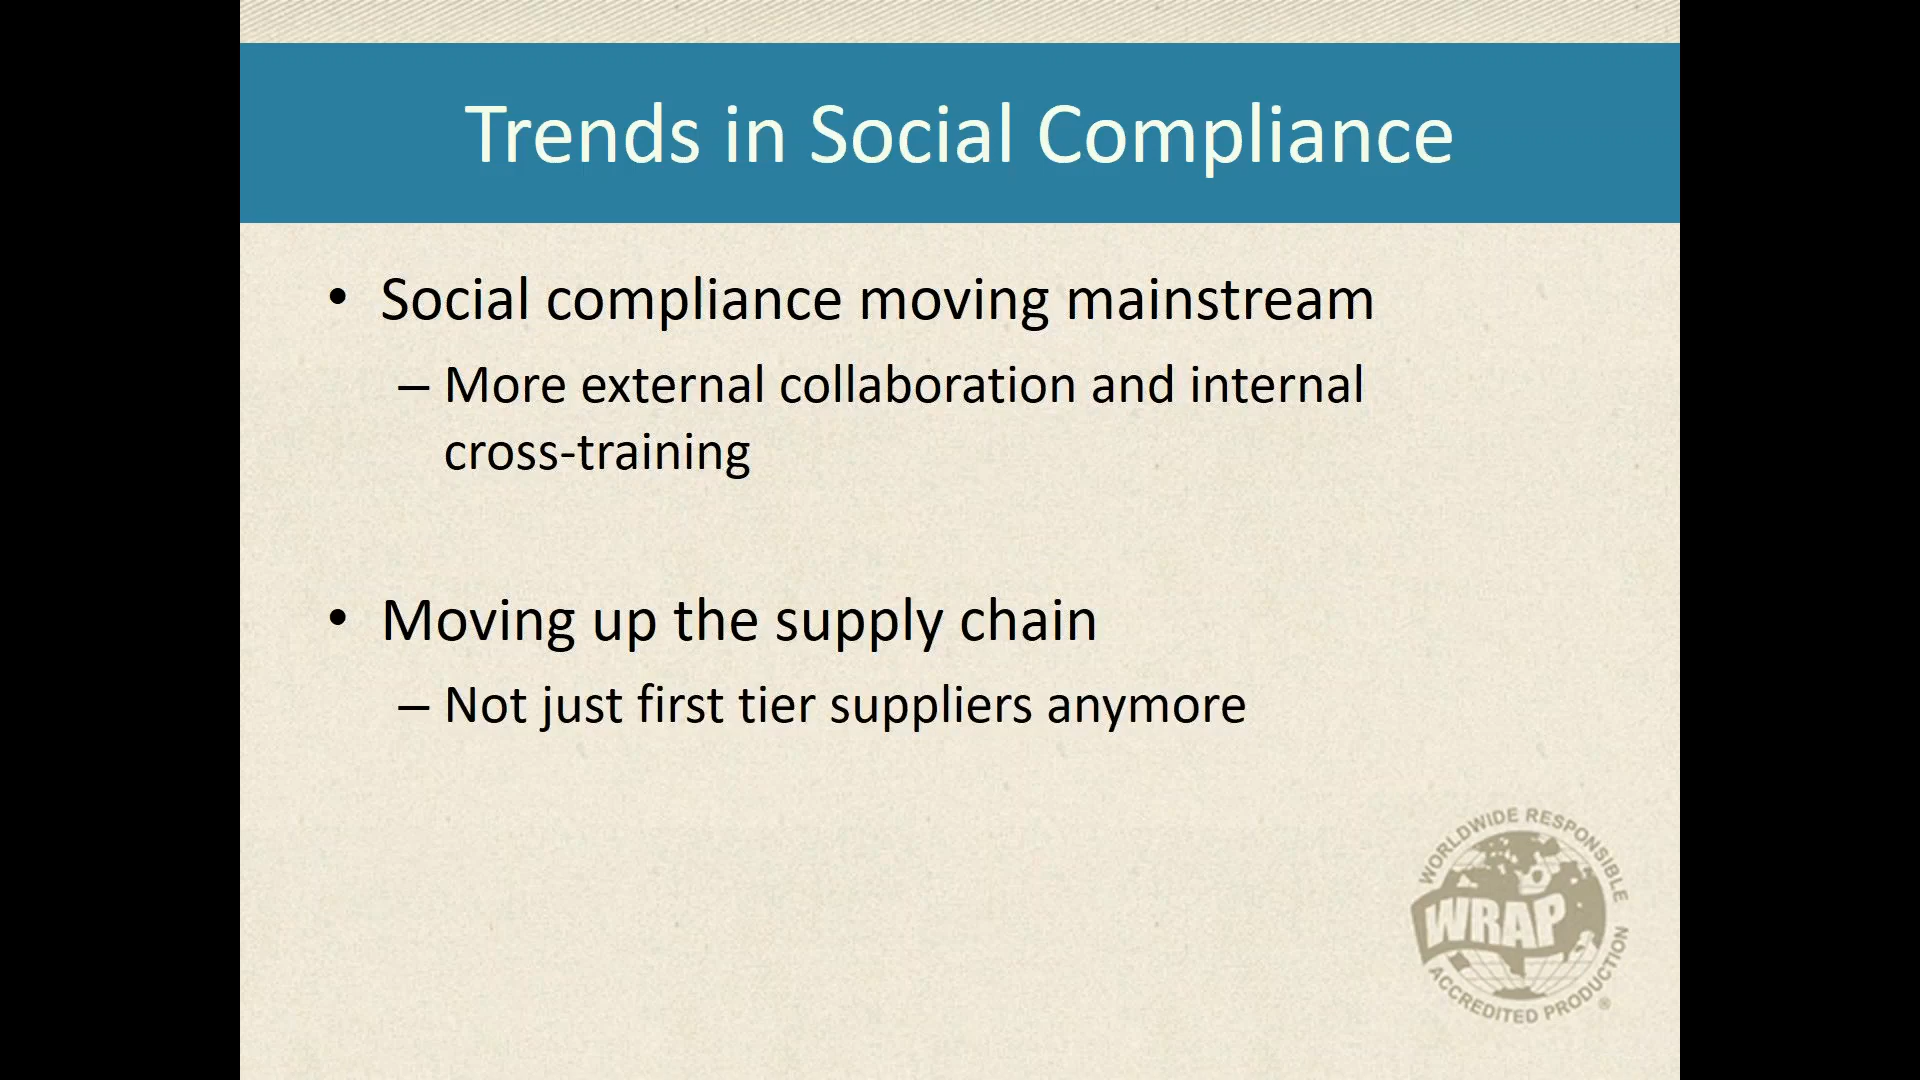 Trends in Social Compliance
• Social compliance moving mainstream
– More external collaboration and internal
cross-training
• Moving up the supply chain
– Not just first tier suppliers anymore
WORLDWIDE RESPONSIBLE
WRAP
ACCREDITED PRODUCTION
®